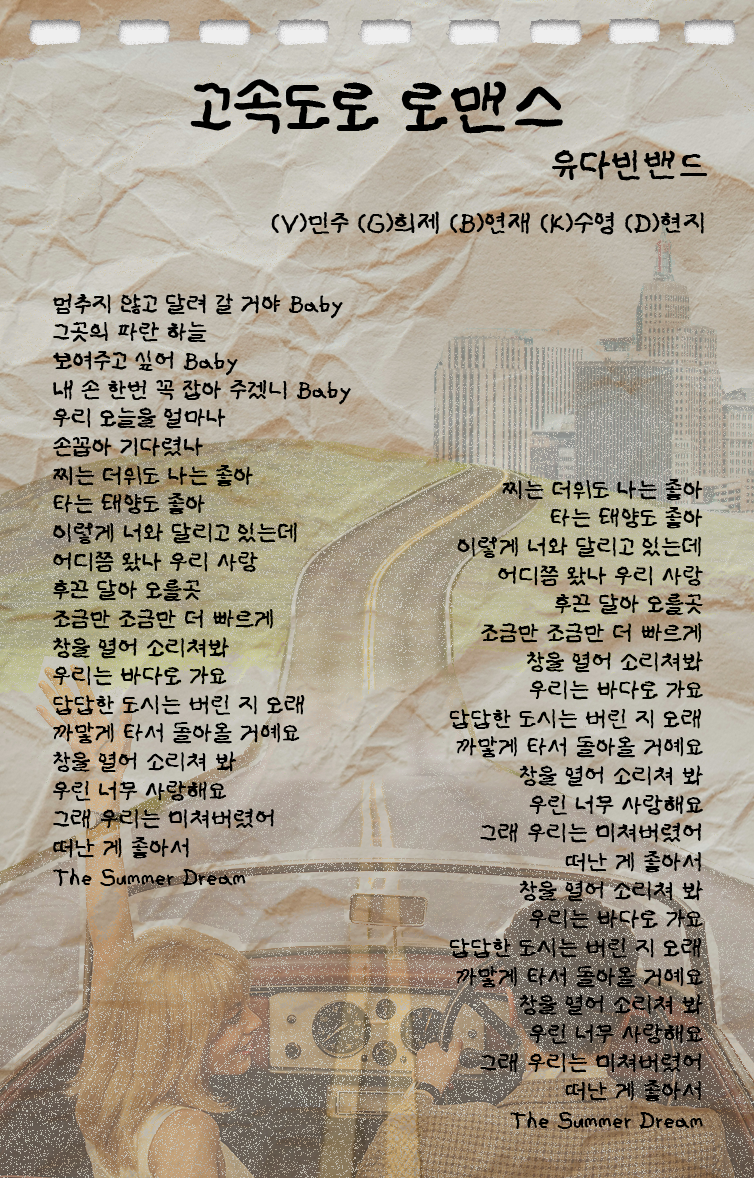 고속도로 로맨스
유다빈밴드
(V)민주 (G)희제 (B)연재 (K)수영 (D)현지
멈추지 않고 달려 갈 거야 Baby
그곳의 파란 하늘
보여주고 싶어 Baby
내 손 한번 꼭 잡아 주겠니 Baby
우리 오늘을 얼마나
손꼽아 기다렸나
찌는 더위도 나는 좋아
타는 태양도 좋아
이렇게 너와 달리고 있는데
어디쯤 왔나 우리 사랑
후끈 달아 오를곳
조금만 조금만 더 빠르게
창을 열어 소리쳐봐
우리는 바다로 가요
답답한 도시는 버린 지 오래
까맣게 타서 돌아올 거예요
창을 열어 소리쳐 봐
우린 너무 사랑해요
그래 우리는 미쳐버렸어
떠난 게 좋아서
The Summer Dream
찌는 더위도 나는 좋아
타는 태양도 좋아
이렇게 너와 달리고 있는데
어디쯤 왔나 우리 사랑
후끈 달아 오를곳
조금만 조금만 더 빠르게
창을 열어 소리쳐봐
우리는 바다로 가요
답답한 도시는 버린 지 오래
까맣게 타서 돌아올 거예요
창을 열어 소리쳐 봐
우린 너무 사랑해요
그래 우리는 미쳐버렸어
떠난 게 좋아서
창을 열어 소리쳐 봐
우리는 바다로 가요
답답한 도시는 버린 지 오래
까맣게 타서 돌아올 거예요
창을 열어 소리쳐 봐
우린 너무 사랑해요
그래 우리는 미쳐버렸어
떠난 게 좋아서
The Summer Dream